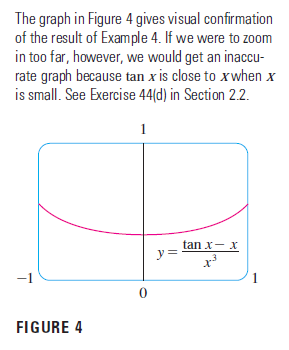 The graph in Figure 4 gives visual confirmation
of the result of Example 4. If we were to zoom
in too far, however, we would get an inaccu-
rate graph because tan x is close to x when x
is small. See Exercise 44(d) in Section 2.2.
1
y = tan x − x / x³
−1
1
0
FIGURE 4